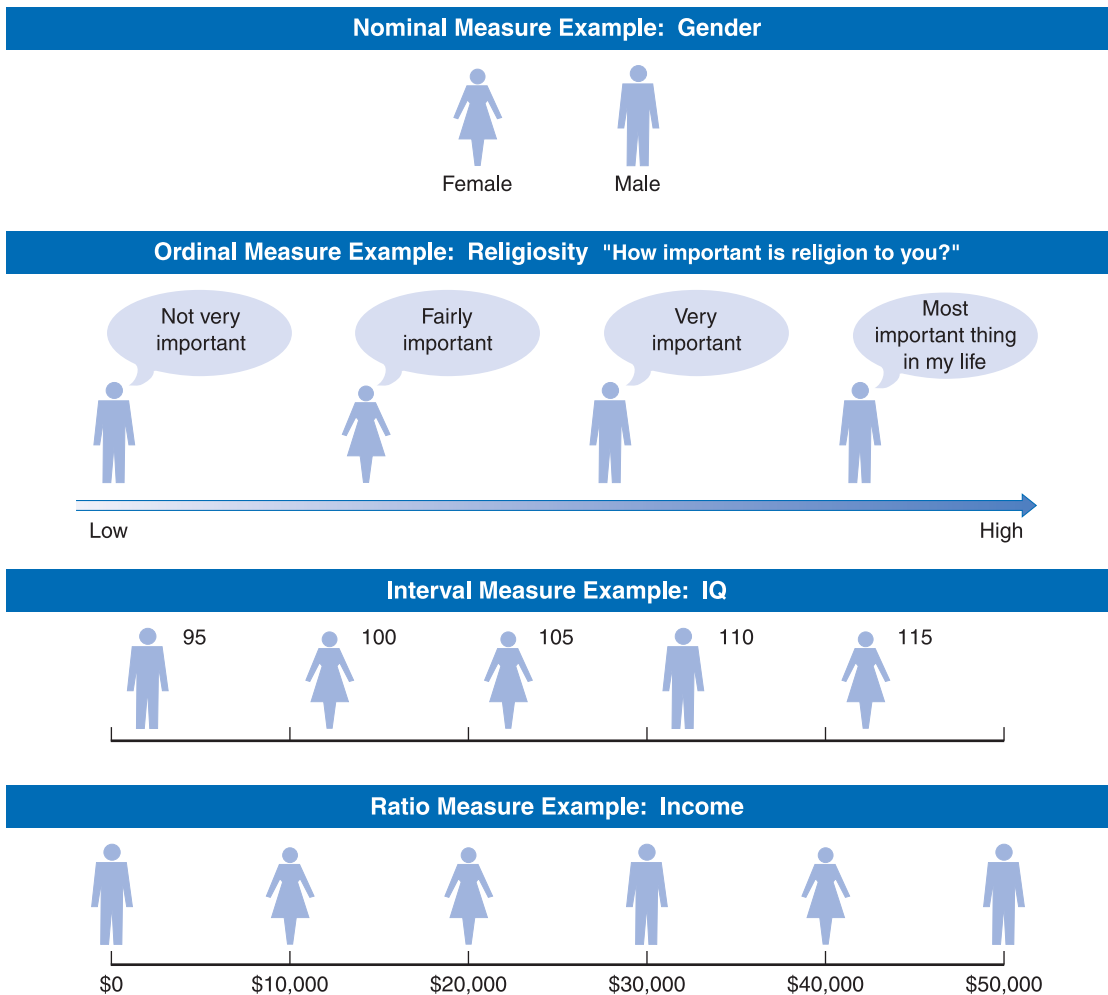 Nominal Measure Example: Gender
Female
Male
Ordinal Measure Example: Religiosity "How important is religion to you?"
Not very
important
Fairly
important
Very
important
Most
important thing
in my life
Low
High
Interval Measure Example: IQ
95
100
105
110
115
Ratio Measure Example: Income
$0
$10,000
$20,000
$30,000
$40,000
$50,000